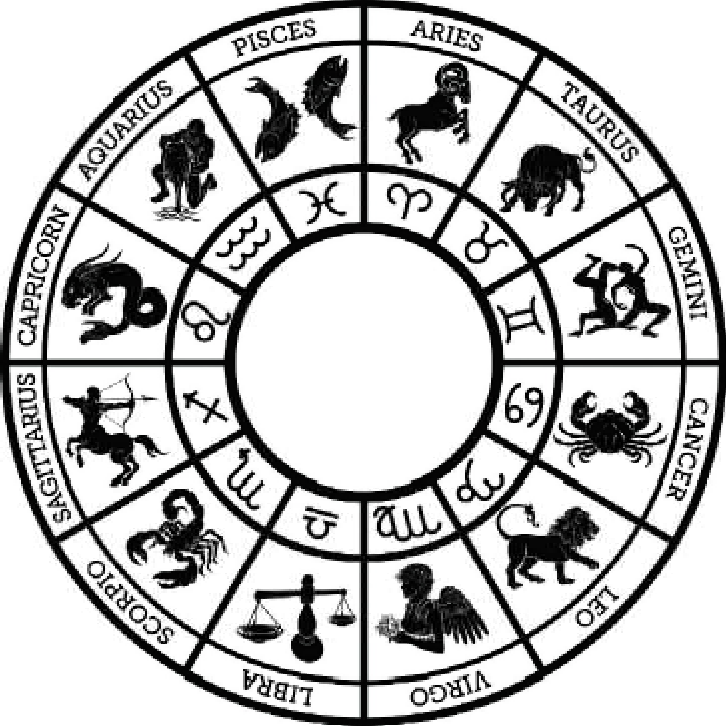 ARIES
TAURUS
GEMINI
CANCER
LEO
VIRGO
LIBRA
SCORPIO
SAGITTARIUS
CAPRICORN
AQUARIUS
PISCES